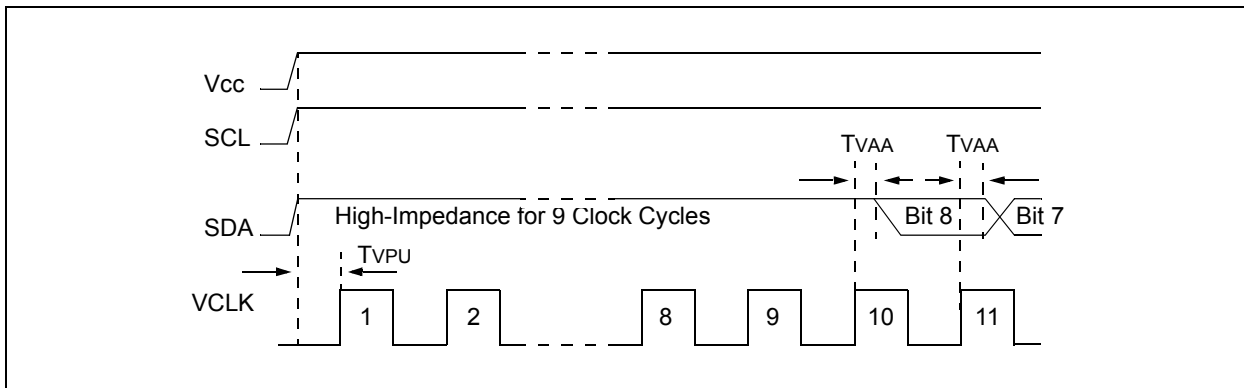 Vcc
SCL
TVAA TVAA
SDA High-Impedance for 9 Clock Cycles Bit 8 Bit 7
TVPU
VCLK
1 2 8 9 10 11